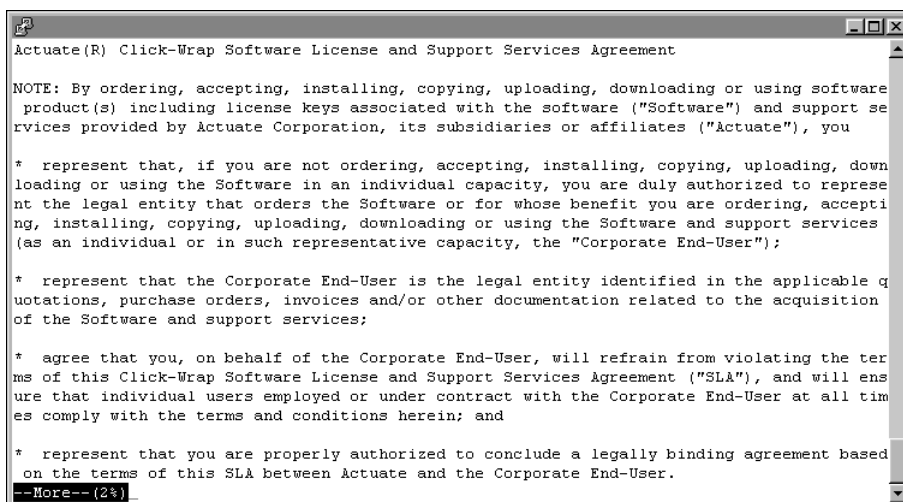 Actuate(R) Click-Wrap Software License and Support Services Agreement
NOTE: By ordering, accepting, installing, copying, uploading, downloading or using software
 product(s) including license keys associated with the software ("Software") and support se
rvices provided by Actuate Corporation, its subsidiaries or affiliates ("Actuate"), you
*  represent that, if you are not ordering, accepting, installing, copying, uploading, down
loading or using the Software in an individual capacity, you are duly authorized to represe
nt the legal entity that orders the Software or for whose benefit you are ordering, accepti
ng, installing, copying, uploading, downloading or using the Software and support services
(as an individual or in such representative capacity, the "Corporate End-User");
*  represent that the Corporate End-User is the legal entity identified in the applicable q
uotations, purchase orders, invoices and/or other documentation related to the acquisition
of the Software and support services;
*  agree that you, on behalf of the Corporate End-User, will refrain from violating the ter
ms of this Click-Wrap Software License and Support Services Agreement ("SLA"), and will ens
ure that individual users employed or under contract with the Corporate End-User at all tim
es comply with the terms and conditions herein; and
*  represent that you are properly authorized to conclude a legally binding agreement based
 on the terms of this SLA between Actuate and the Corporate End-User.
--More--(2%)